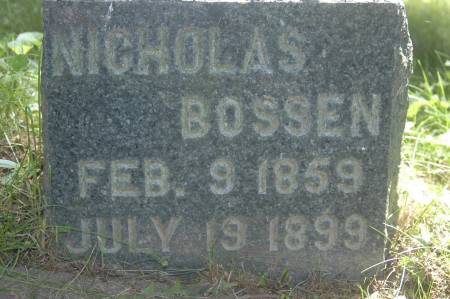 NICHOLAS
BOSSEN
FEB. 9 1859
JULY 19 1899